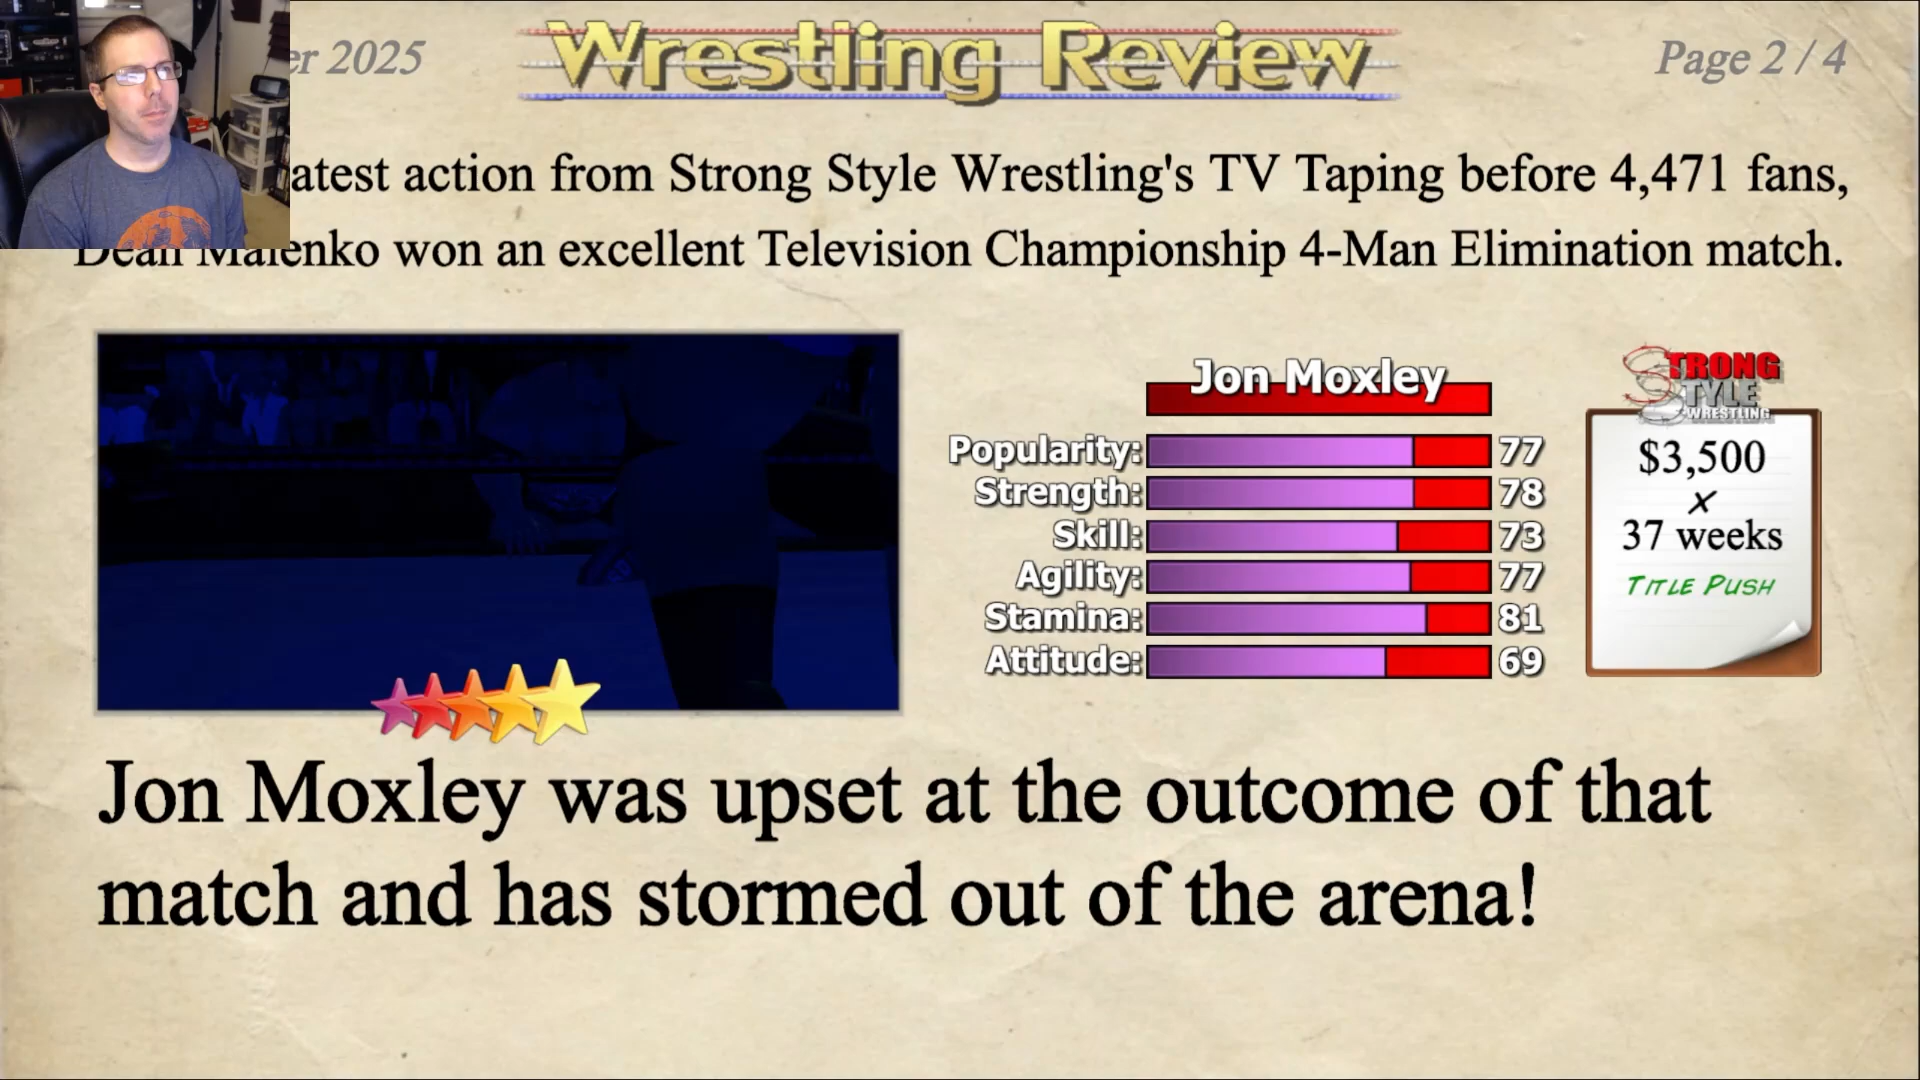 er 2025
Wrestling Review
Page 2 / 4
atest action from Strong Style Wrestling's TV Taping before 4,471 fans,
Dean Malenko won an excellent Television Championship 4-Man Elimination match.
Jon Moxley
Popularity: 77
Strength: 78
Skill: 73
Agility: 77
Stamina: 81
Attitude: 69
STRONG
STYLE
WRESTLING
$3,500
x
37 weeks
TITLE PUSH
Jon Moxley was upset at the outcome of that
match and has stormed out of the arena!